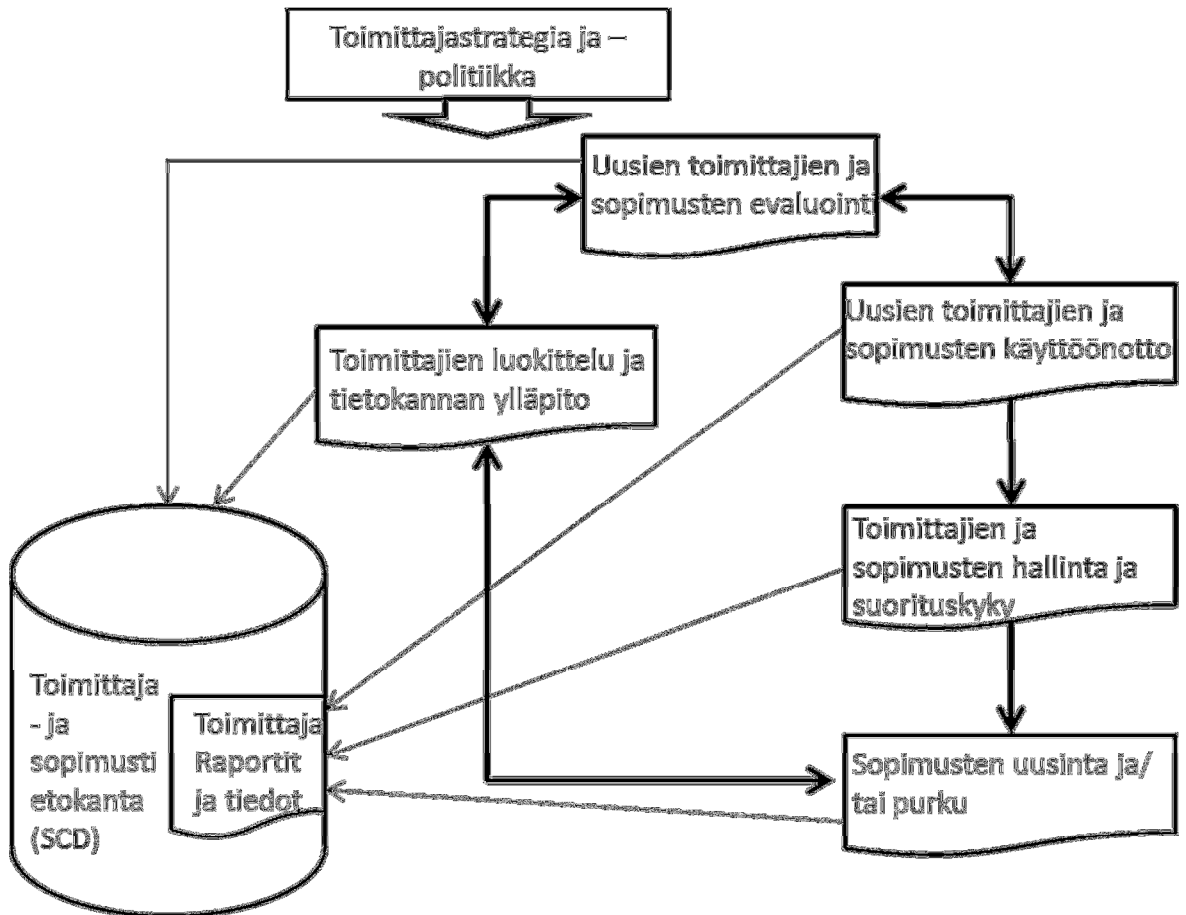 Toimittajastrategia ja –
politiikka
Uusien toimittajien ja
sopimusten evaluointi
Uusien toimittajien ja
sopimusten käyttöönotto
Toimittajien luokittelu ja
tietokannan ylläpito
Toimittajien ja
sopimusten hallinta ja
suorituskyky
Toimittaja
- ja
sopimusti
etokanta
(SCD)
Toimittaja
Raportit
ja tiedot
Sopimusten uusinta ja/
tai purku